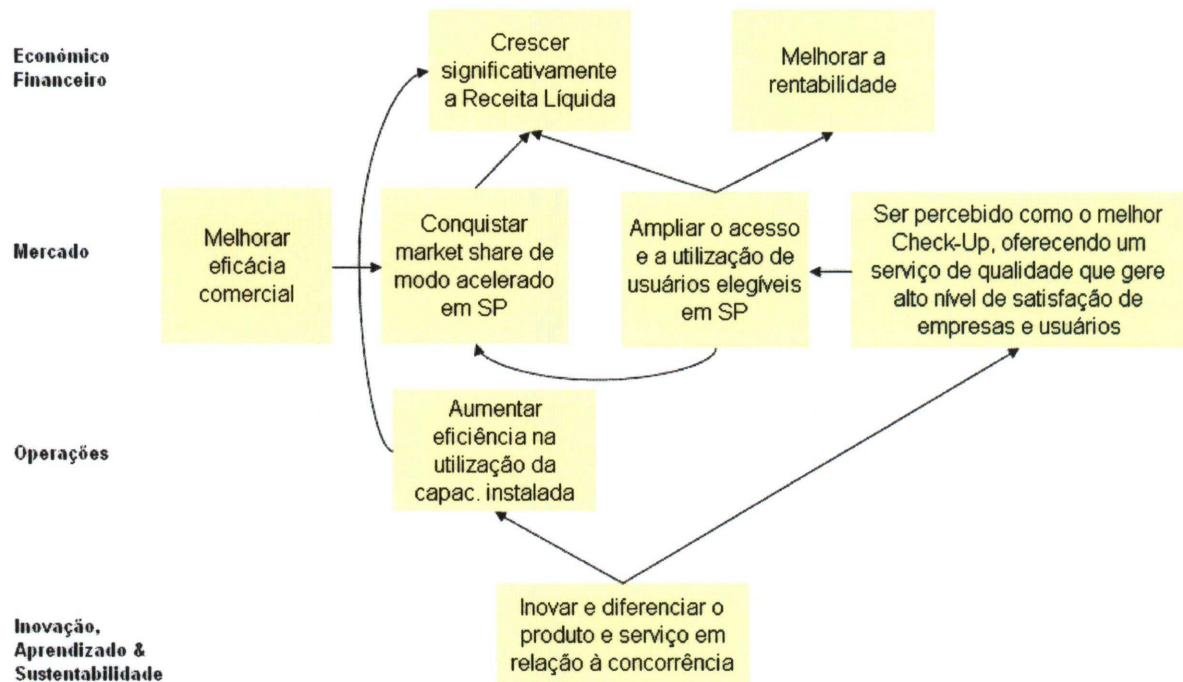 Económico
Financeiro
Crescer
significativamente
a Receita Líquida
Melhorar a
rentabilidade
Mercado
Melhorar
eficácia
comercial
Conquistar
market share de
modo acelerado
em SP
Ampliar o acesso
e a utilização de
usuários elegíveis
em SP
Ser percebido como o melhor
Check-Up, oferecendo um
serviço de qualidade que gere
alto nível de satisfação de
empresas e usuários
Operações
Aumentar
eficiência na
utilização da
capac. instalada
Inovação,
Aprendizado &
Sustentabilidade
Inovar e diferenciar o
produto e serviço em
relação à concorrência